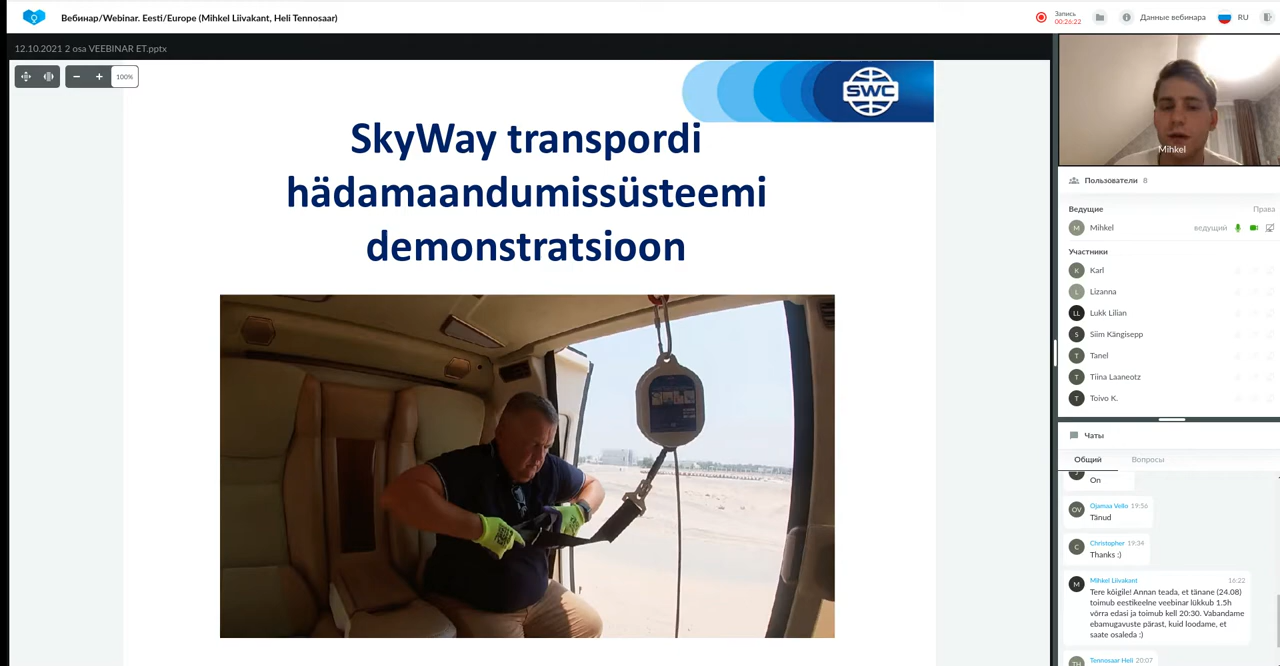 Вебинар/Webinar. Eesti/Europe (Mihkel Liivakant, Heli Tennosaar)
Запись
00:26:22
Данные вебинара
RU
12.10.2021 2 osa VEEBINAR ET.pptx
100%
SWC
SkyWay transpordi
hädamaandumissüsteemi
demonstratsioon
Mihkel
Пользователи 8
Ведущие Права
M Mihkel ведущий
Участники
K Karl
L Lizanna
LL Lukk Lilian
S Siim Kängisepp
T Tanel
T Tiina Laaneotz
T Toivo K.
Чаты
Общий Вопросы
On
OV Ojamaa Vello 19:56
Tänud
C Christopher 19:34
Thanks :)
M Mihkel Liivakant 16:22
Tere kõigile! Annan teada, et tänane (24.08)
toimub eestikeelne veebinar lükkub 1.5h
võrra edasi ja toimub kell 20:30. Vabandame
ebamugavuste pärast, kuid loodame, et
saate osaleda :)
TH Tennosaar Heli 20:07